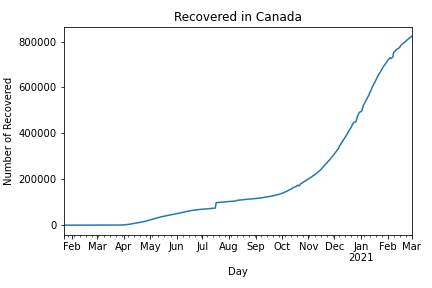 Recovered in Canada
Number of Recovered
800000
600000
400000
200000
0
Feb Mar Apr May Jun Jul Aug Sep Oct Nov Dec Jan Feb Mar
2021
Day